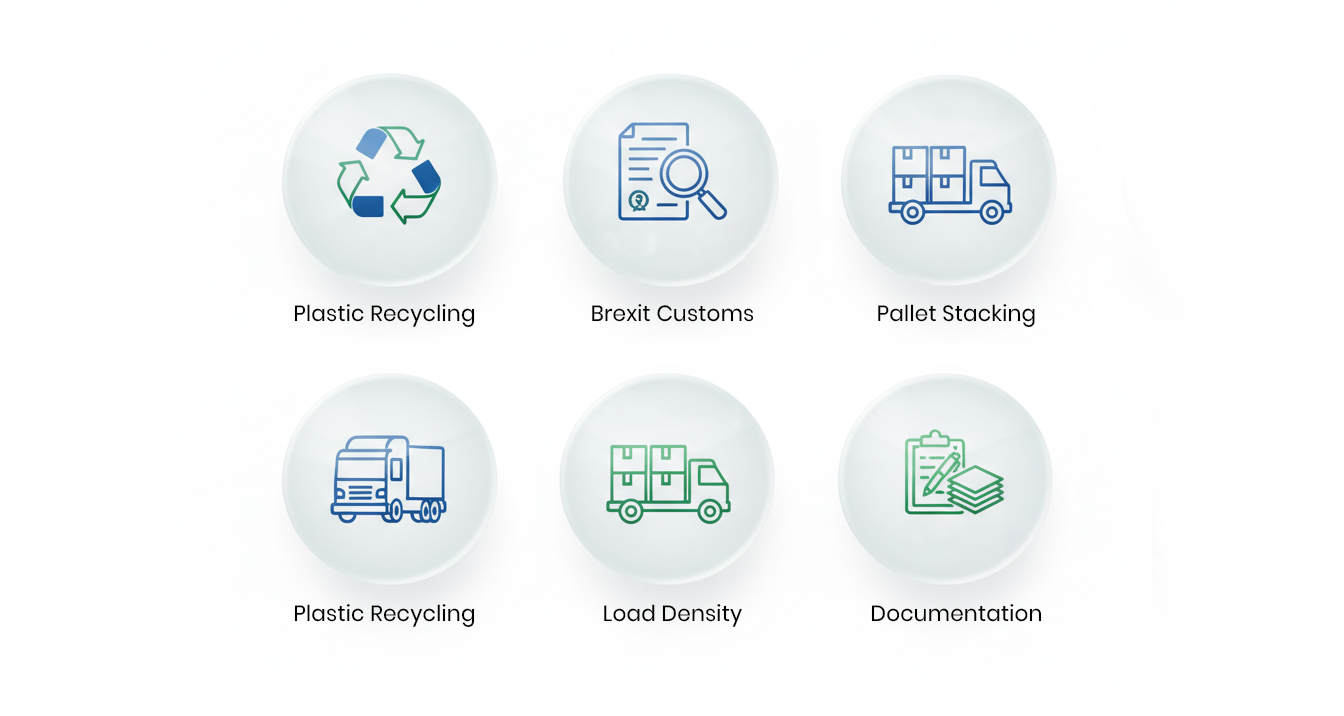 Plastic Recycling
Brexit Customs
Pallet Stacking
Plastic Recycling
Load Density
Documentation